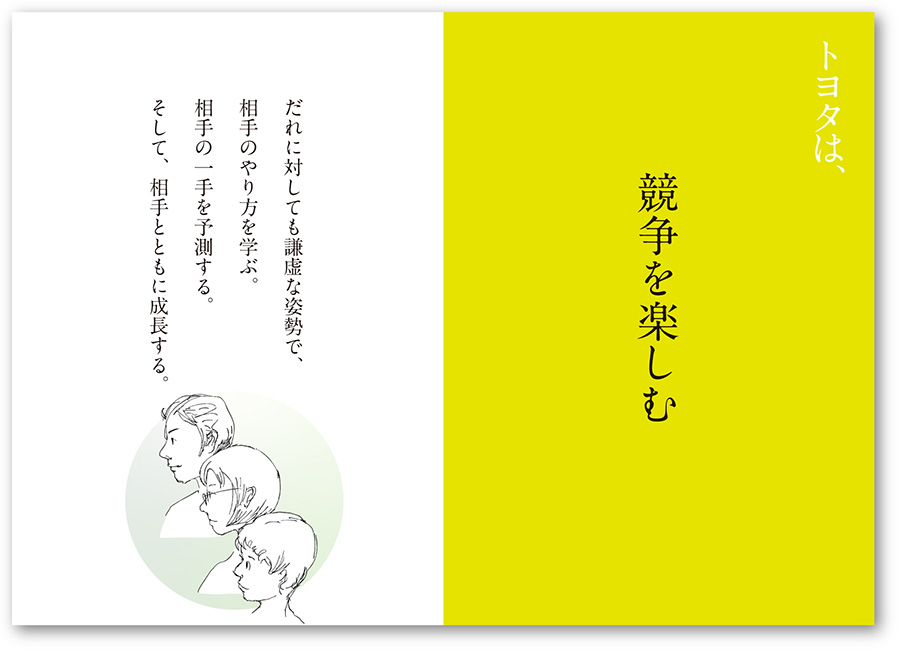 トヨタは、
競争を楽しむ
だれに対しても謙虚な姿勢で、
相手のやり方を学ぶ。
相手の一手を予測する。
そして、相手とともに成長する。